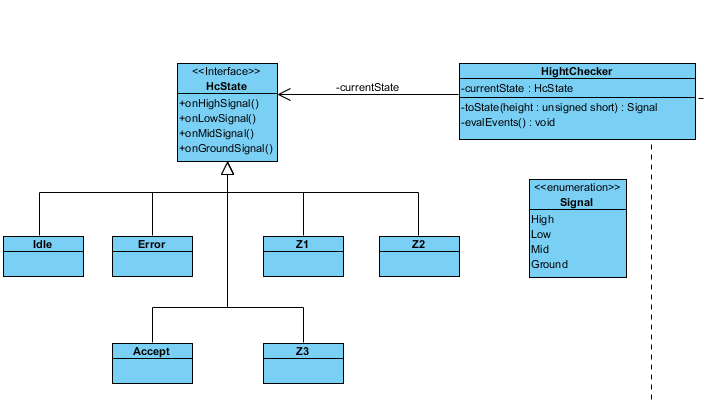 <<Interface>>
HcState
+onHighSignal()
+onLowSignal()
+onMidSignal()
+onGroundSignal()
-currentState
HightChecker
-currentState : HcState
-toState(height : unsigned short) : Signal
-evalEvents() : void
<<enumeration>>
Signal
High
Low
Mid
Ground
Idle
Error
Z1
Z2
Accept
Z3